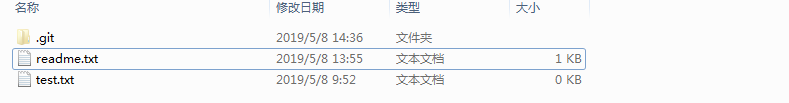 名称 修改日期 类型 大小
.git 2019/5/8 14:36 文件夹
readme.txt 2019/5/8 13:55 文本文档 1 KB
test.txt 2019/5/8 9:52 文本文档 0 KB